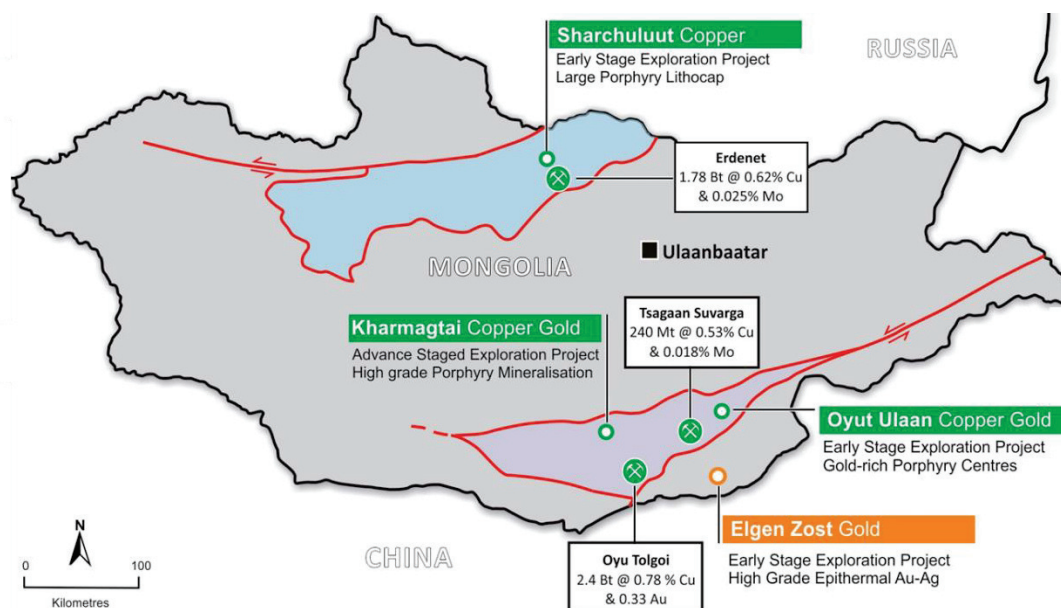 Sharchuluut Copper
Early Stage Exploration Project
Large Porphyry Lithocap
RUSSIA
Erdenet
1.78 Bt @ 0.62% Cu
& 0.025% Mo
MONGOLIA
Ulaanbaatar
Kharmagtai Copper Gold
Advance Staged Exploration Project
High grade Porphyry Mineralisation
Tsagaan Suvarga
240 Mt @ 0.53% Cu
& 0.018% Mo
Oyut Ulaan Copper Gold
Early Stage Exploration Project
Gold-rich Porphyry Centres
Elgen Zost Gold
Early Stage Exploration Project
High Grade Epithermal Au-Ag
Oyu Tolgoi
2.4 Bt @ 0.78 % Cu
& 0.33 Au
CHINA
N
0 100
Kilometres